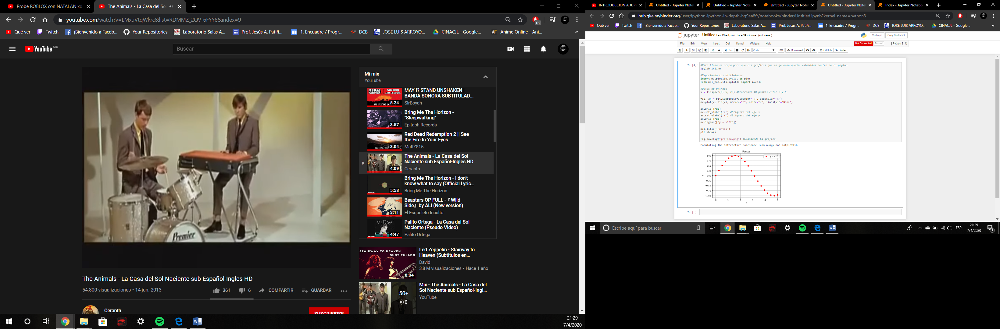 Probé ROBLOX con NATALAN xd
The Animals - La Casa del So
youtube.com/watch?v=LMxuVtqWkrc&list=RDMMZ_2QV-6FYY8&index=9
16
Qué ver
Twitch
¡Bienvenido a Faceb...
Your Repositories
Laboratorio Salas A...
Prof. Jesús A. Patiñ...
1. Encuadre / Progr...
DCB
JOSE LUIS ARROYO...
CINACJL - Google...
AF Anime Online - Ani...
»
YouTube MX
Buscar
Premier
The Animals - La Casa del Sol Naciente sub Español-Ingles HD
54.800 visualizaciones • 14 jun. 2013
361
6
COMPARTIR
GUARDAR
Ceranth
SUSCRIBIRSE
Mi mix
YouTube
5:24
MAY I? STAND UNSHAKEN |
BANDA SONORA SUBTITULAD...
SirBoyah
3:57
Bring Me The Horizon -
"Sleepwalking"
Epitaph Records
3:04
Red Dead Redemption 2 || See
the Fire In Your Eyes
MatiZ815
4:09
The Animals - La Casa del Sol
Naciente sub Español-Ingles HD
Ceranth
5:53
Bring Me The Horizon - i don't
know what to say (Official Lyric...
Bring Me The Horizon
3:11
Beastars OP FULL -『Wild
Side』by ALI (New version)
El Esqueleto Inculto
ORTEGA
4:47
Palito Ortega - La Casa del Sol
Naciente (Pseudo Video)
Palito Ortega
STAIRWAY TO HEAVEN
SUBTITULADO
8:04
Led Zeppelin - Stairway to
Heaven (Subtítulos en...
David
3,8 M visualizaciones • Hace 1 año
50+
Mix - The Animals - La Casa del
Sol Naciente sub Español-Ingl...
YouTube
21:29
7/4/2020
INTRODUCCIÓN A JUP
Untitled - Jupyter Note
Untitled - Jupyter Note
Untitled - Jupyter Note
Untitled - Jupyter Note
Index - Jupyter Notebo
hub.gke.mybinder.org/user/ipython-ipython-in-depth-hq9ea8fr/notebooks/binder/Untitled.ipynb?kernel_name=python3
Qué ver
Twitch
¡Bienvenido a Faceb...
Your Repositories
Laboratorio Salas A...
Prof. Jesús A. Patiñ...
1. Encuadre / Progr...
DCB
JOSE LUIS ARROYO...
CINACJL - Google...
»
jupyter Untitled Last Checkpoint: hace 34 minutos (autosaved)
Visit repo
Copy Binder link
File Edit View Insert Cell Kernel Widgets Help
Not Connected
Trusted
Python 3
Run
Code
Download
GitHub
Binder
In [4]:
#Esta linea se ocupa para que las graficas que se generen queden embebidas dentro de la pagina
%pylab inline
#Importando las bibliotecas
import matplotlib.pyplot as plot
from mpl_toolkits.mplot3d import Axes3D
#Datos de entrada
x = linspace(0, 5, 20) #Generando 10 puntos entre 0 y 5
fig, ax = plt.subplots(facecolor='w', edgecolor='k')
ax.plot(x, sin(x), marker="o", color="r", linestyle='None')
ax.grid(True)
ax.set_xlabel('X') #Etiqueta del eje x
ax.set_ylabel('Y') #Etiqueta del eje y
ax.grid(True)
ax.legend(["y = x**2"])
plt.title('Puntos')
plt.show()
fig.savefig("grafica.png") #Guardando la grafica
Populating the interactive namespace from numpy and matplotlib
Puntos
y = x**2
1.00
0.75
0.50
0.25
0.00
−0.25
−0.50
−0.75
−1.00
Y
0 1 2 3 4 5
X
In [ ]:
Escribe aquí para buscar
ESP
21:29
7/4/2020
1